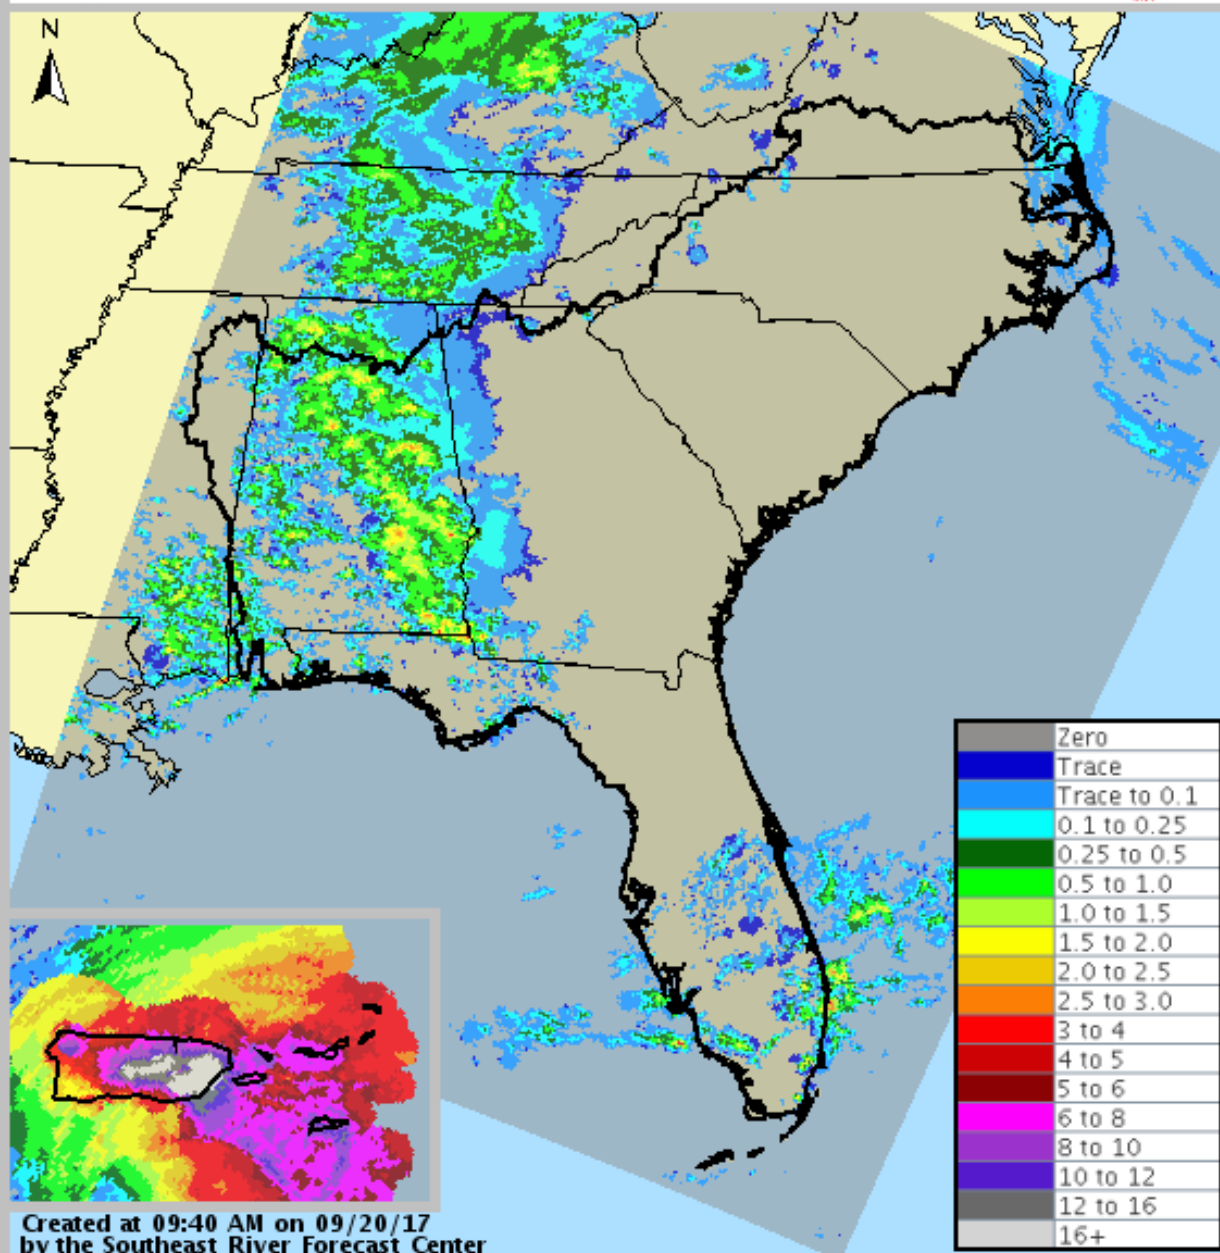 N
Zero
Trace
Trace to 0.1
0.1 to 0.25
0.25 to 0.5
0.5 to 1.0
1.0 to 1.5
1.5 to 2.0
2.0 to 2.5
2.5 to 3.0
3 to 4
4 to 5
5 to 6
6 to 8
8 to 10
10 to 12
12 to 16
16+
Created at 09:40 AM on 09/20/17
by the Southeast River Forecast Center